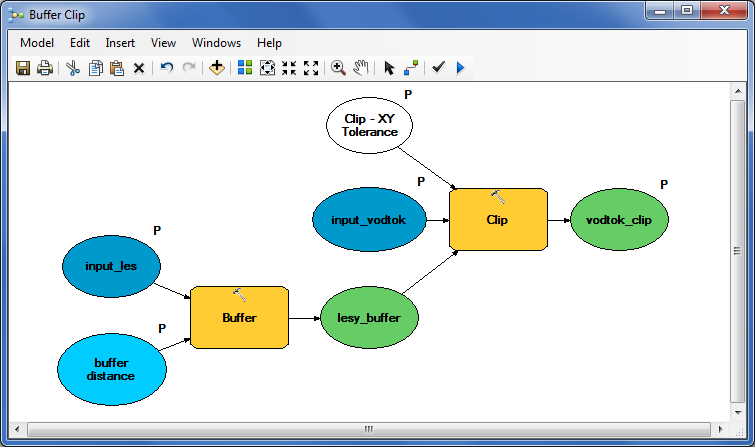 Buffer Clip
Model Edit Insert View Windows Help
P
Clip - XY
Tolerance
P
P
input_vodtok
Clip
vodtok_clip
P
input_les
P
Buffer
lesy_buffer
buffer
distance